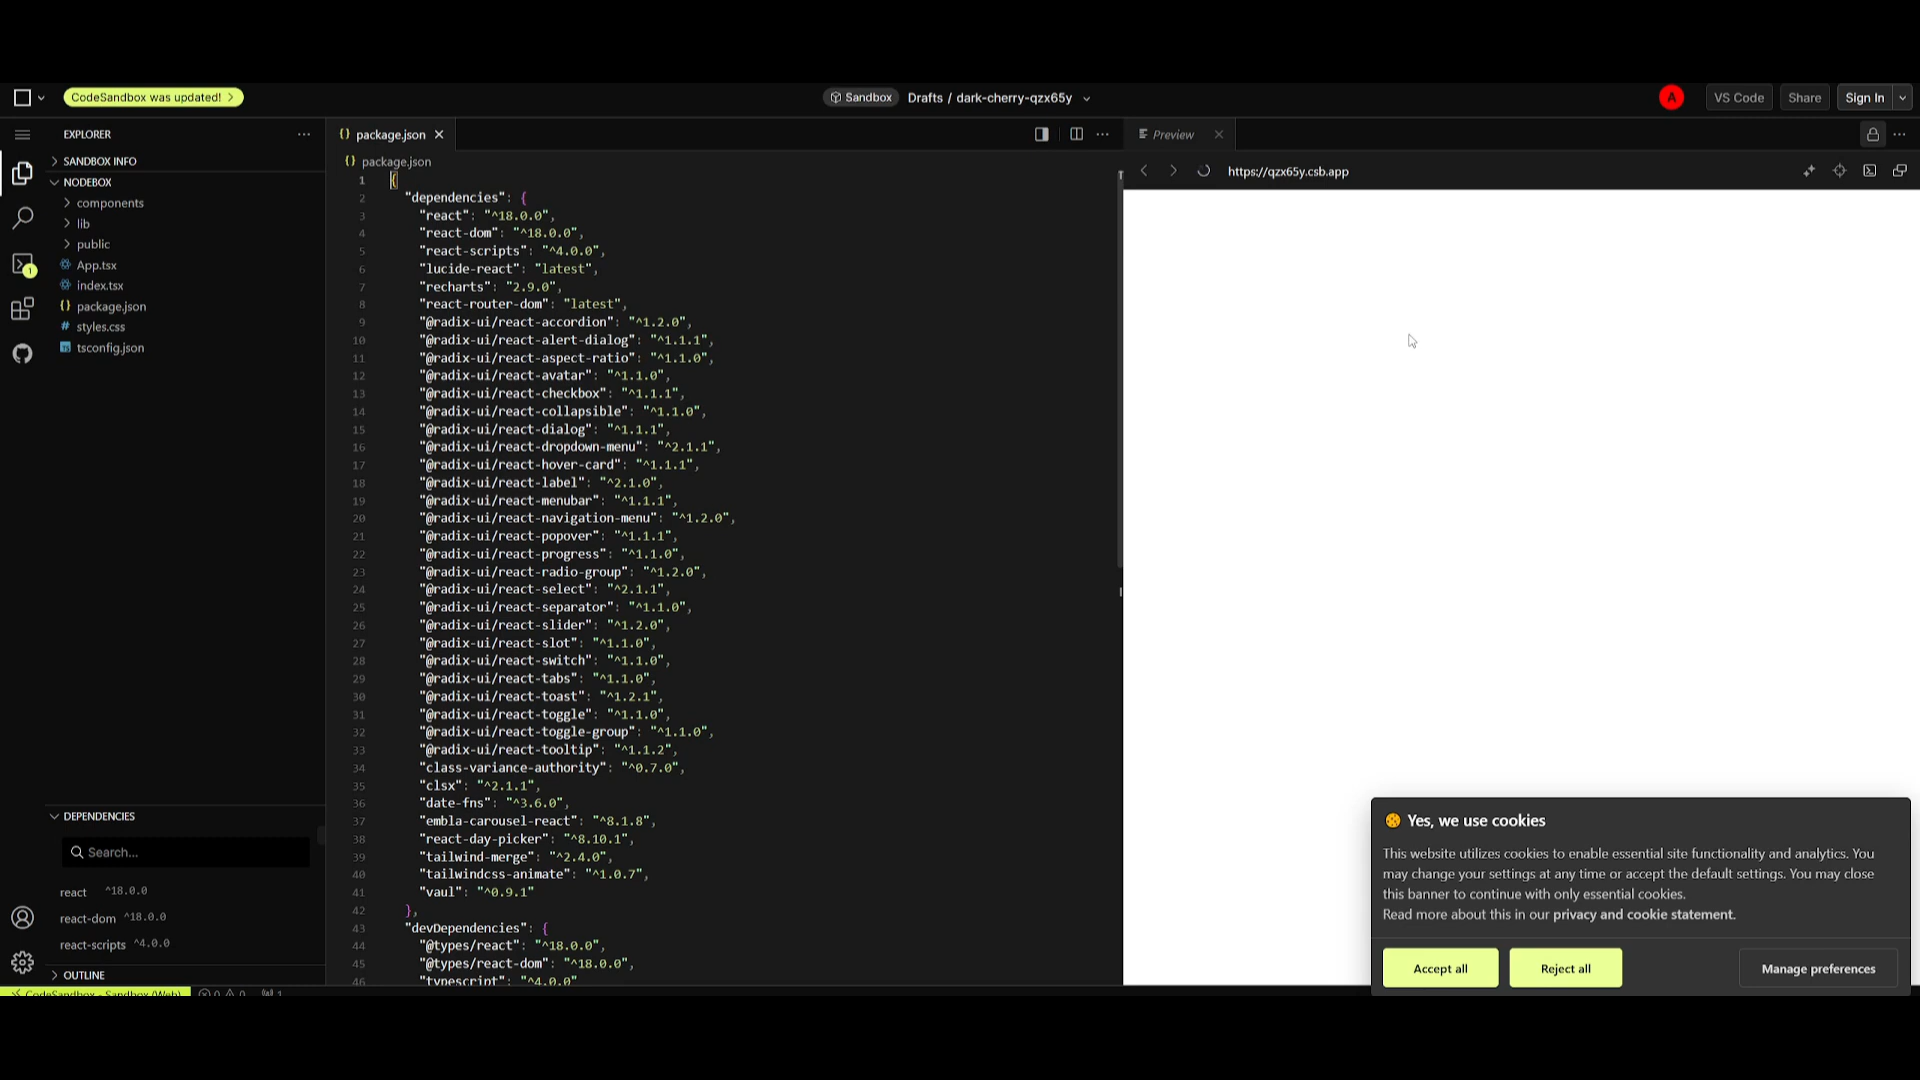 CodeSandbox was updated!
Sandbox Drafts / dark-cherry-qzx65y
A VS Code Share Sign In
EXPLORER
SANDBOX INFO
NODEBOX
components
lib
public
App.tsx
index.tsx
package.json
styles.css
tsconfig.json
DEPENDENCIES
Search...
react ^18.0.0
react-dom ^18.0.0
react-scripts ^4.0.0
OUTLINE
CodeSandbox - Sandbox (Web) 0 0 1
{} package.json
{} package.json
1 {
2 "dependencies": {
3 "react": "^18.0.0",
4 "react-dom": "^18.0.0",
5 "react-scripts": "^4.0.0",
6 "lucide-react": "latest",
7 "recharts": "2.9.0",
8 "react-router-dom": "latest",
9 "@radix-ui/react-accordion": "^1.2.0",
10 "@radix-ui/react-alert-dialog": "^1.1.1",
11 "@radix-ui/react-aspect-ratio": "^1.1.0",
12 "@radix-ui/react-avatar": "^1.1.0",
13 "@radix-ui/react-checkbox": "^1.1.1",
14 "@radix-ui/react-collapsible": "^1.1.0",
15 "@radix-ui/react-dialog": "^1.1.1",
16 "@radix-ui/react-dropdown-menu": "^2.1.1",
17 "@radix-ui/react-hover-card": "^1.1.1",
18 "@radix-ui/react-label": "^2.1.0",
19 "@radix-ui/react-menubar": "^1.1.1",
20 "@radix-ui/react-navigation-menu": "^1.2.0",
21 "@radix-ui/react-popover": "^1.1.1",
22 "@radix-ui/react-progress": "^1.1.0",
23 "@radix-ui/react-radio-group": "^1.2.0",
24 "@radix-ui/react-select": "^2.1.1",
25 "@radix-ui/react-separator": "^1.1.0",
26 "@radix-ui/react-slider": "^1.2.0",
27 "@radix-ui/react-slot": "^1.1.0",
28 "@radix-ui/react-switch": "^1.1.0",
29 "@radix-ui/react-tabs": "^1.1.0",
30 "@radix-ui/react-toast": "^1.2.1",
31 "@radix-ui/react-toggle": "^1.1.0",
32 "@radix-ui/react-toggle-group": "^1.1.0",
33 "@radix-ui/react-tooltip": "^1.1.2",
34 "class-variance-authority": "^0.7.0",
35 "clsx": "^2.1.1",
36 "date-fns": "^3.6.0",
37 "embla-carousel-react": "^8.1.8",
38 "react-day-picker": "^8.10.1",
39 "tailwind-merge": "^2.4.0",
40 "tailwindcss-animate": "^1.0.7",
41 "vaul": "^0.9.1"
42 },
43 "devDependencies": {
44 "@types/react": "^18.0.0",
45 "@types/react-dom": "^18.0.0",
46 "typescript": "^4.0.0"
Preview
https://qzx65y.csb.app
Yes, we use cookies
This website utilizes cookies to enable essential site functionality and analytics. You
may change your settings at any time or accept the default settings. You may close
this banner to continue with only essential cookies.
Read more about this in our privacy and cookie statement.
Accept all Reject all Manage preferences